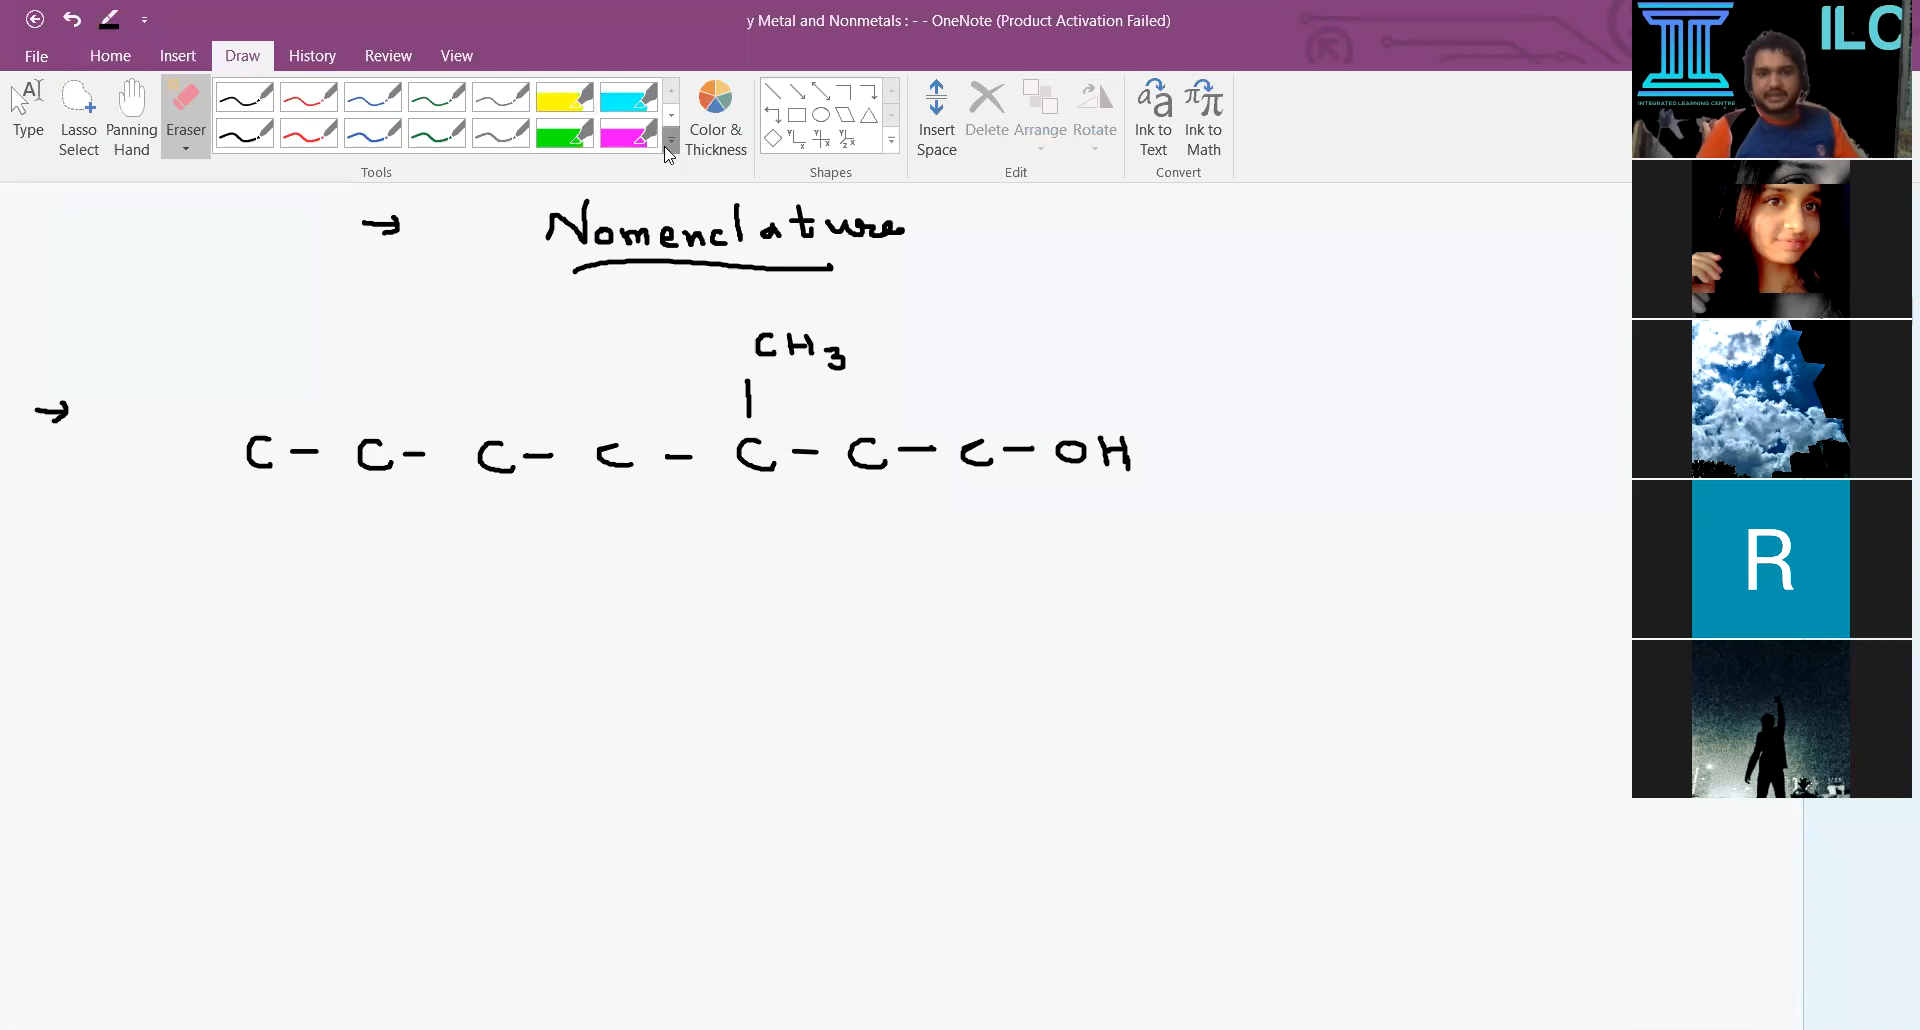 y Metal and Nonmetals : - - OneNote (Product Activation Failed)
File Home Insert Draw History Review View
Type
Lasso Select
Panning Hand
Eraser
Color & Thickness
Insert Space
Delete
Arrange
Rotate
Ink to Text
Ink to Math
Tools
Shapes
Edit
Convert
ILC
INTEGRATED LEARNING CENTRE
→ Nomenclature
CH3
|
→ C - C - C - C - C - C - C - OH
R